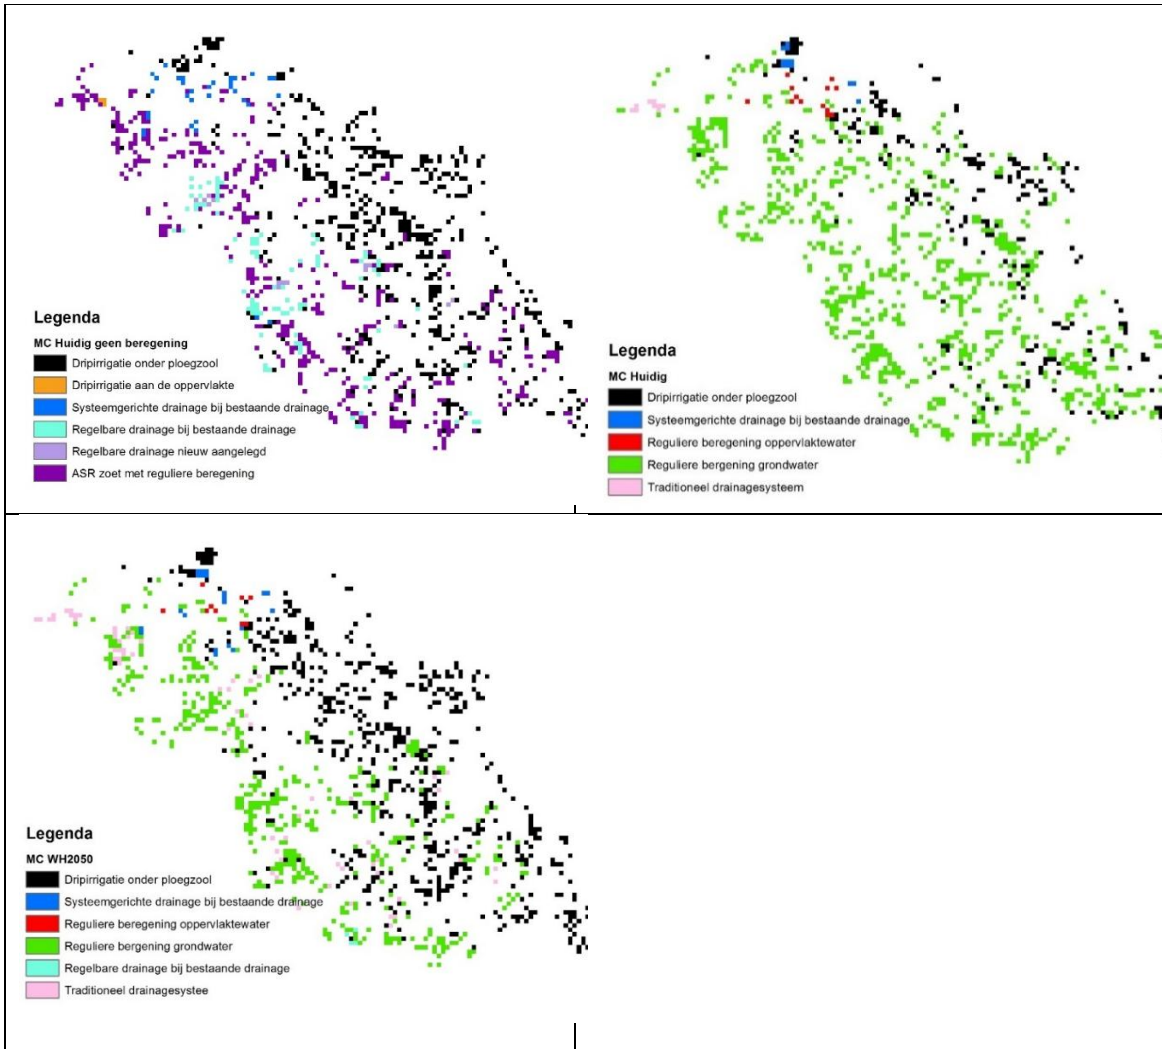 Legenda
MC Huidig geen beregening
Dripirrigatie onder ploegzool
Dripirrigatie aan de oppervlakte
Systeemgerichte drainage bij bestaande drainage
Regelbare drainage bij bestaande drainage
Regelbare drainage nieuw aangelegd
ASR zoet met reguliere beregening
Legenda
MC Huidig
Dripirrigatie onder ploegzool
Systeemgerichte drainage bij bestaande drainage
Reguliere beregening oppervlaktewater
Reguliere bergening grondwater
Traditioneel drainagesysteem
Legenda
MC WH2050
Dripirrigatie onder ploegzool
Systeemgerichte drainage bij bestaande drainage
Reguliere beregening oppervlaktewater
Reguliere bergening grondwater
Regelbare drainage bij bestaande drainage
Traditioneel drainagesystee